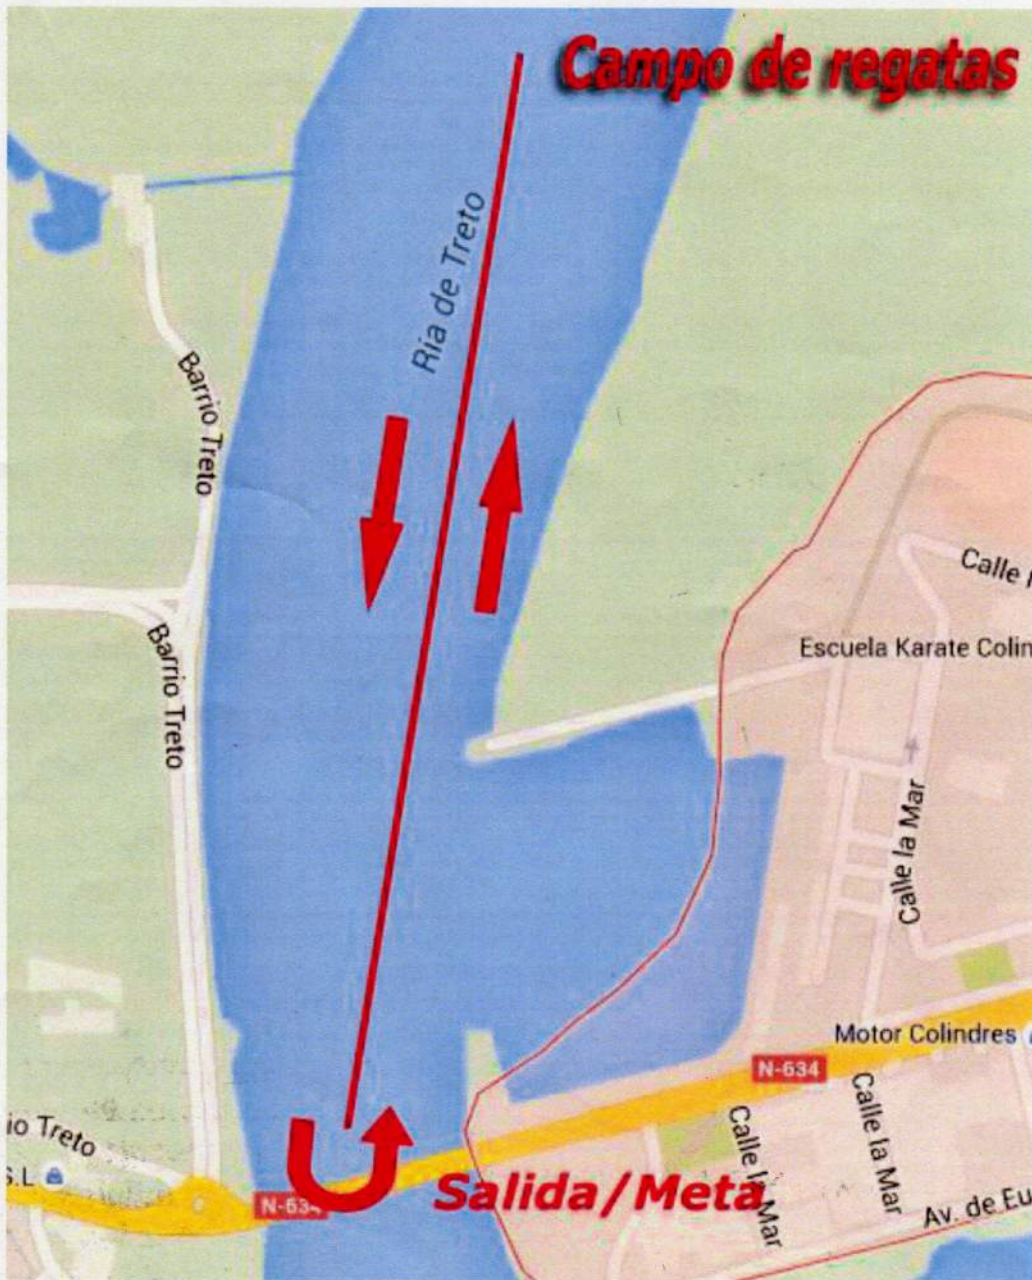 Campo de regatas
Ria de Treto
Barrio Treto
Calle
Escuela Karate Colin
Barrio Treto
Calle la Mar
Motor Colindres
N-634
Calle la Mar
io Treto
Calle la Mar
S.L
N-634
Salida/Meta
Av. de Eu